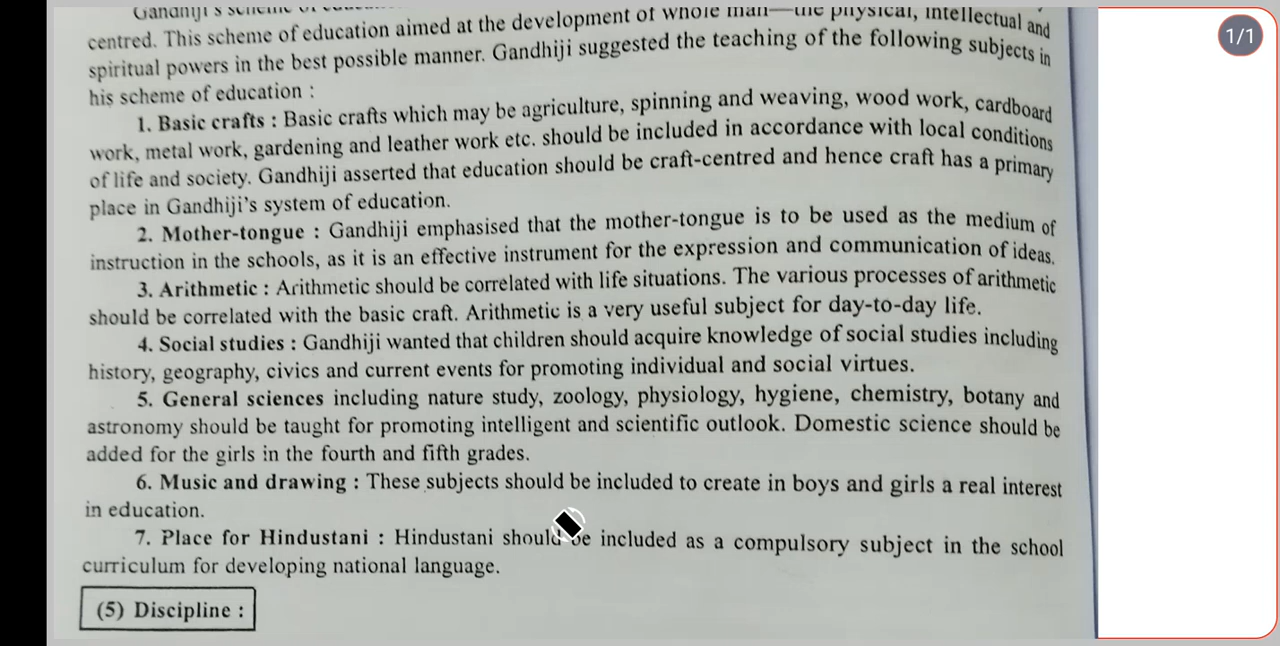 Gandhiji's scheme of
centred. This scheme of education aimed at the development of whole man—the physical, intellectual and
spiritual powers in the best possible manner. Gandhiji suggested the teaching of the following subjects in
his scheme of education :
1. Basic crafts : Basic crafts which may be agriculture, spinning and weaving, wood work, cardboard
work, metal work, gardening and leather work etc. should be included in accordance with local conditions
of life and society. Gandhiji asserted that education should be craft-centred and hence craft has a primary
place in Gandhiji's system of education.
2. Mother-tongue : Gandhiji emphasised that the mother-tongue is to be used as the medium of
instruction in the schools, as it is an effective instrument for the expression and communication of ideas.
3. Arithmetic : Arithmetic should be correlated with life situations. The various processes of arithmetic
should be correlated with the basic craft. Arithmetic is a very useful subject for day-to-day life.
4. Social studies : Gandhiji wanted that children should acquire knowledge of social studies including
history, geography, civics and current events for promoting individual and social virtues.
5. General sciences including nature study, zoology, physiology, hygiene, chemistry, botany and
astronomy should be taught for promoting intelligent and scientific outlook. Domestic science should be
added for the girls in the fourth and fifth grades.
6. Music and drawing : These subjects should be included to create in boys and girls a real interest
in education.
7. Place for Hindustani : Hindustani should be included as a compulsory subject in the school
curriculum for developing national language.
(5) Discipline :
1/1